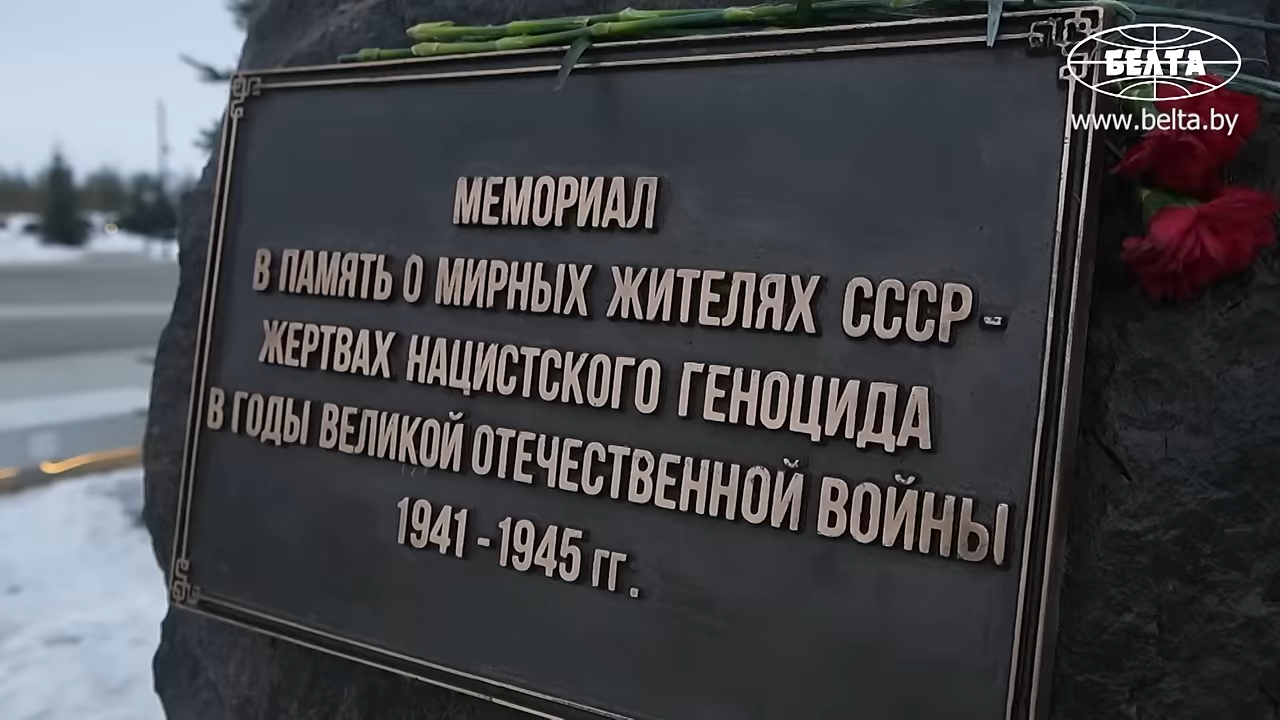 БЕЛТА
www.belta.by
МЕМОРИАЛ
В ПАМЯТЬ О МИРНЫХ ЖИТЕЛЯХ СССР -
ЖЕРТВАХ НАЦИСТСКОГО ГЕНОЦИДА
В ГОДЫ ВЕЛИКОЙ ОТЕЧЕСТВЕННОЙ ВОЙНЫ
1941 - 1945 гг.